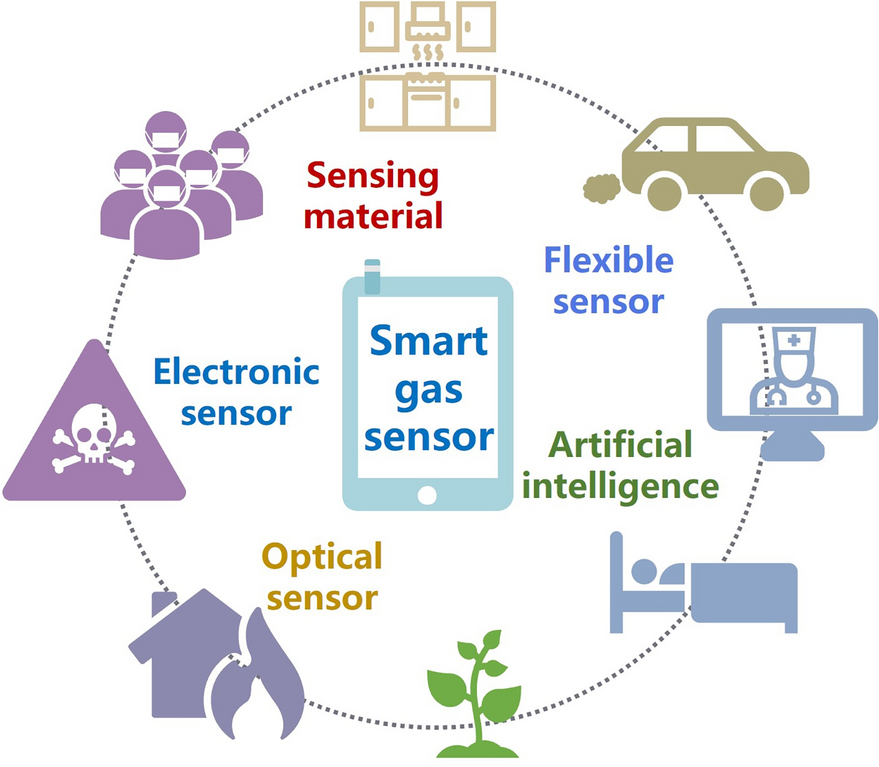 Sensing
material
Flexible
sensor
Smart
gas
sensor
Electronic
sensor
Artificial
intelligence
Optical
sensor